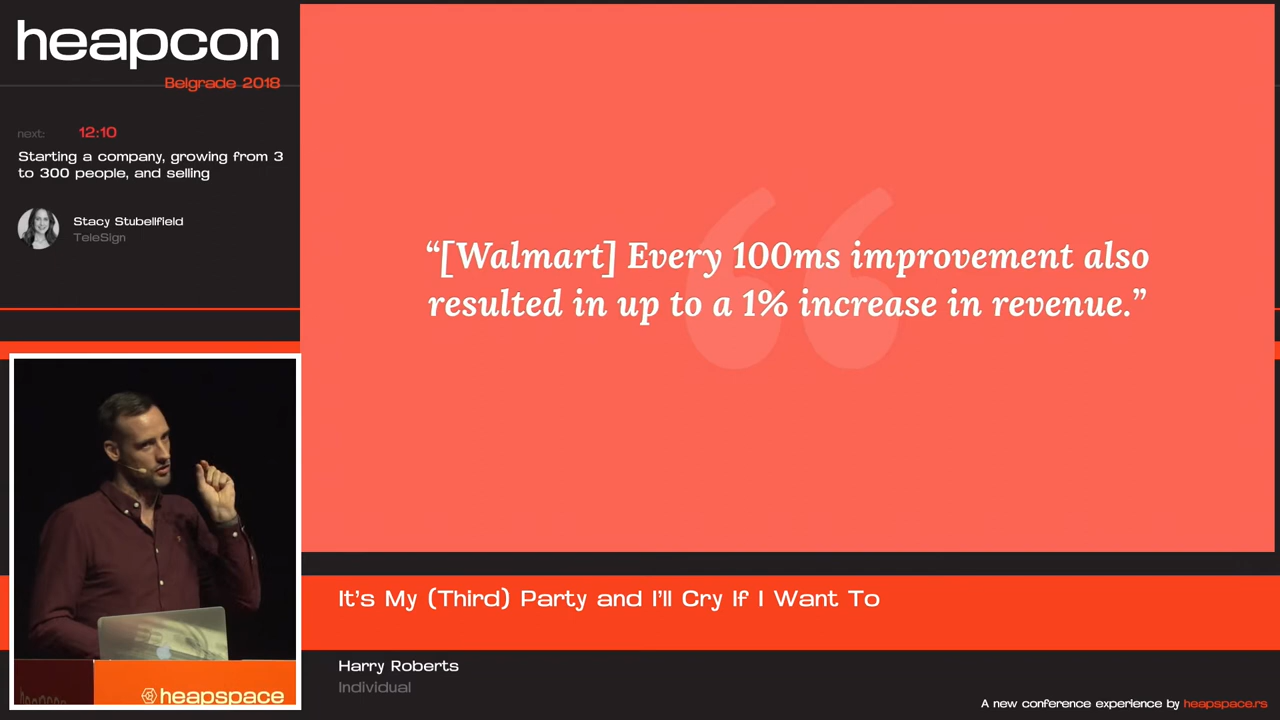 heapcon
Belgrade 2018
next: 12:10
Starting a company, growing from 3
to 300 people, and selling
Stacy Stubellfield
TeleSign
“[Walmart] Every 100ms improvement also
resulted in up to a 1% increase in revenue.”
heapspace
It's My (Third) Party and I'll Cry If I Want To
Harry Roberts
Individual
A new conference experience by heapspace.rs